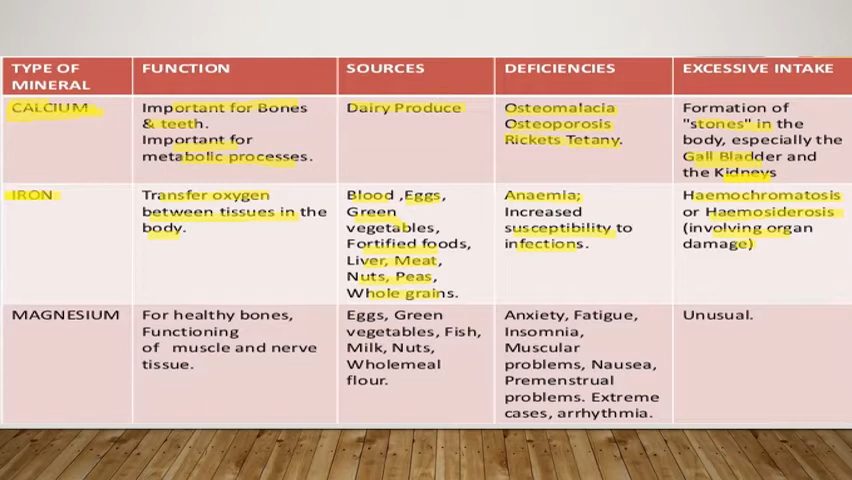 TYPE OF
MINERAL
FUNCTION
SOURCES
DEFICIENCIES
EXCESSIVE INTAKE
CALCIUM
Important for Bones
& teeth.
Important for
metabolic processes.
Dairy Produce
Osteomalacia
Osteoporosis
Rickets Tetany.
Formation of
"stones" in the
body, especially the
Gall Bladder and
the Kidneys
IRON
Transfer oxygen
between tissues in the
body.
Blood ,Eggs,
Green
vegetables,
Fortified foods,
Liver, Meat,
Nuts, Peas,
Whole grains.
Anaemia;
Increased
susceptibility to
infections.
Haemochromatosis
or Haemosiderosis
(involving organ
damage)
MAGNESIUM
For healthy bones,
Functioning
of muscle and nerve
tissue.
Eggs, Green
vegetables, Fish,
Milk, Nuts,
Wholemeal
flour.
Anxiety, Fatigue,
Insomnia,
Muscular
problems, Nausea,
Premenstrual
problems. Extreme
cases, arrhythmia.
Unusual.